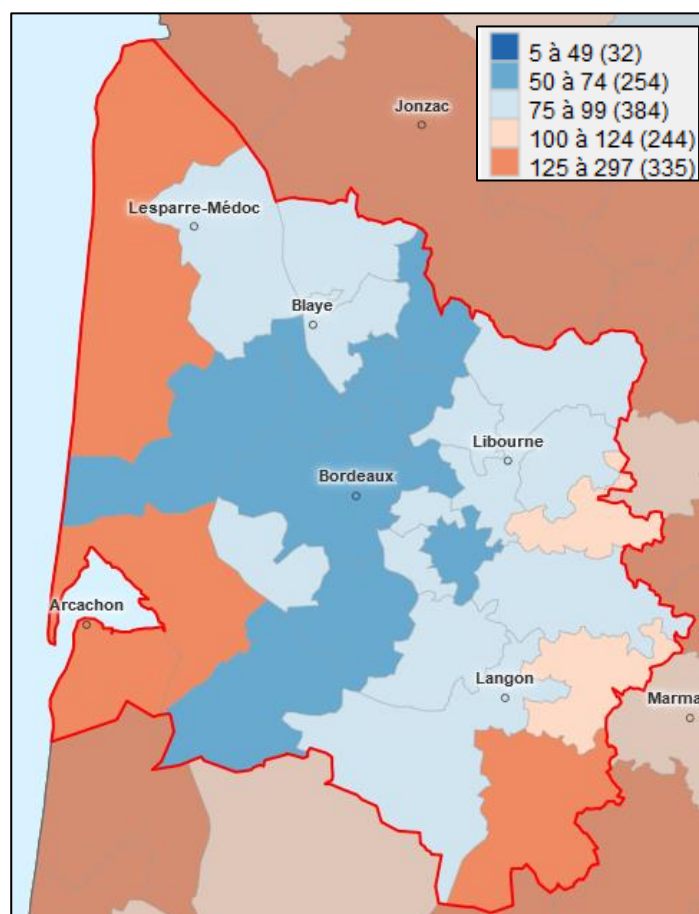 5 à 49 (32)
50 à 74 (254)
75 à 99 (384)
100 à 124 (244)
125 à 297 (335)
Jonzac
Lesparre-Médoc
Blaye
Libourne
Bordeaux
Arcachon
Langon
Marma